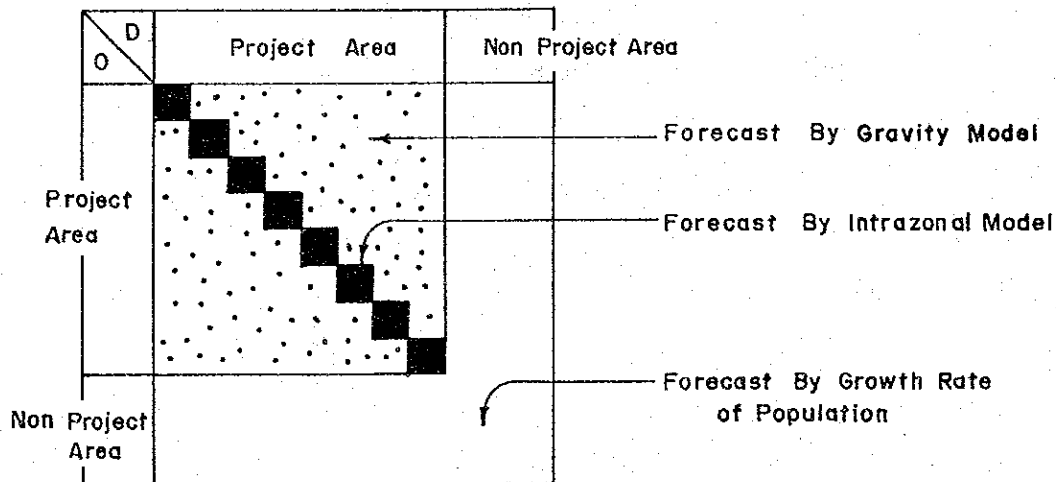 D
O
Project Area
Non Project Area
Forecast By Gravity Model
Project
Area
Forecast By Intrazonal Model
Forecast By Growth Rate
of Population
Non Project
Area